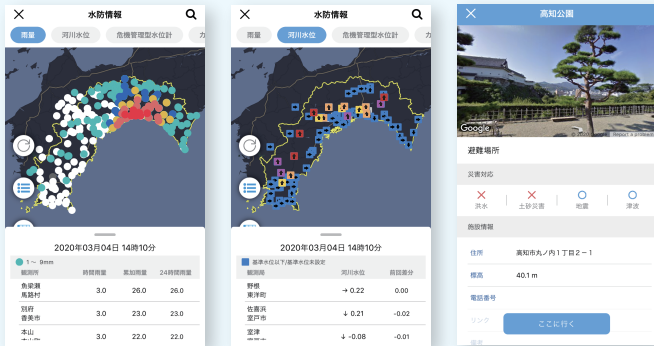 水防情報
雨量
河川水位
危機管理型水位計
カ
2020年03月04日 14時10分
1～ 9mm
観測所
時間雨量
累加雨量
24時間雨量
魚梁瀬
馬路村
3.0
26.0
26.0
別府
香美市
3.0
23.0
23.0
本山
3.0
22.0
22.0
水防情報
雨量
河川水位
危機管理型水位計
カ
2020年03月04日 14時10分
基準水位以下/基準水位未設定
観測局
河川水位
前回差分
野根
東洋町
→ 0.22
0.00
佐喜浜
室戸市
↓ 0.21
-0.02
室津
↓ -0.08
-0.01
高知公園
Google
Report a problem
避難場所
災害対応
洪水
土砂災害
地震
津波
施設情報
住所
高知市丸ノ内1丁目2－1
標高
40.1 m
電話番号
リンク
ここに行く
備考